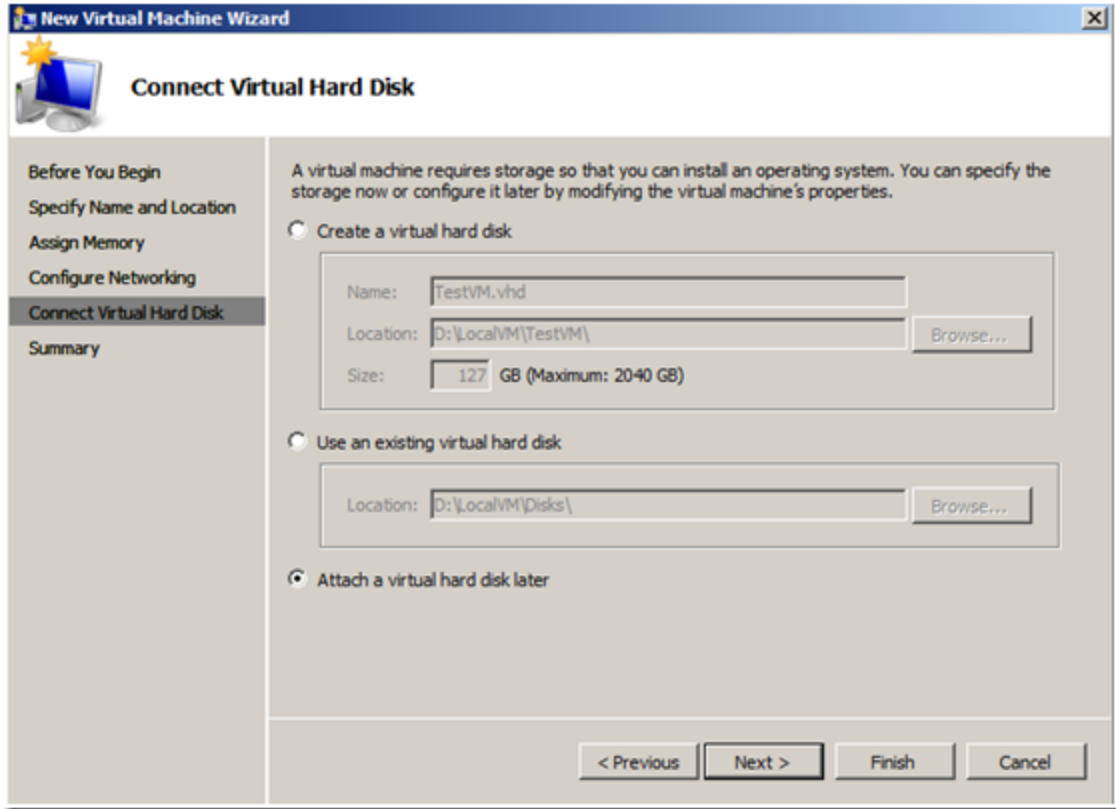 New Virtual Machine Wizard
Connect Virtual Hard Disk
Before You Begin
Specify Name and Location
Assign Memory
Configure Networking
Connect Virtual Hard Disk
Summary
A virtual machine requires storage so that you can install an operating system. You can specify the
storage now or configure it later by modifying the virtual machine's properties.
Create a virtual hard disk
Name: TestVM.vhd
Location: D:\LocalVM\TestVM\ Browse...
Size: 127 GB (Maximum: 2040 GB)
Use an existing virtual hard disk
Location: D:\LocalVM\Disks\ Browse...
Attach a virtual hard disk later
< Previous Next > Finish Cancel